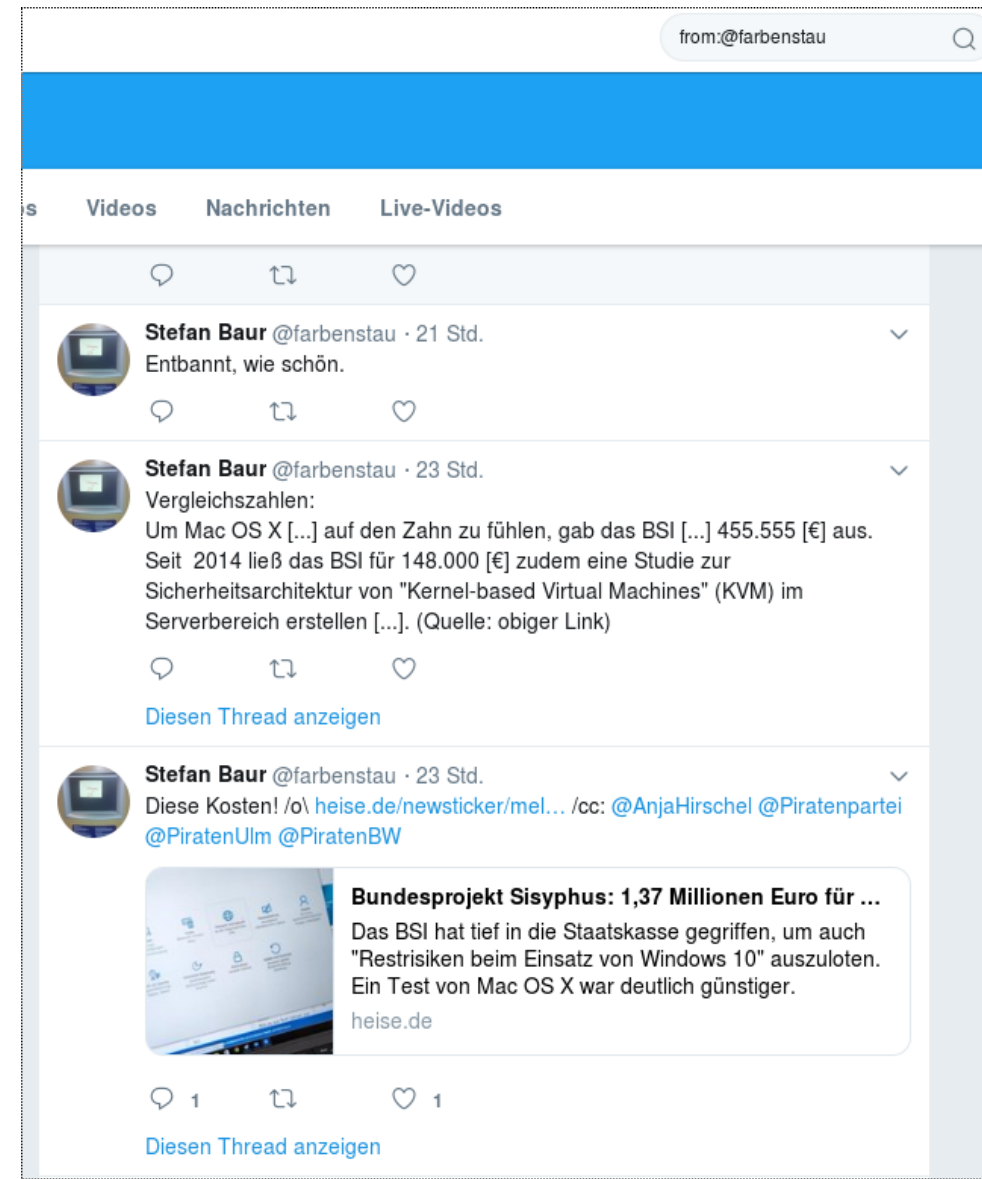 from:@farbenstau
s Videos Nachrichten Live-Videos
Stefan Baur @farbenstau · 21 Std.
Entbannt, wie schön.
Stefan Baur @farbenstau · 23 Std.
Vergleichszahlen:
Um Mac OS X [...] auf den Zahn zu fühlen, gab das BSI [...] 455.555 [€] aus.
Seit  2014 ließ das BSI für 148.000 [€] zudem eine Studie zur
Sicherheitsarchitektur von "Kernel-based Virtual Machines" (KVM) im
Serverbereich erstellen [...]. (Quelle: obiger Link)
Diesen Thread anzeigen
Stefan Baur @farbenstau · 23 Std.
Diese Kosten! /o\ heise.de/newsticker/mel… /cc: @AnjaHirschel @Piratenpartei
@PiratenUlm @PiratenBW
Bundesprojekt Sisyphus: 1,37 Millionen Euro für ...
Das BSI hat tief in die Staatskasse gegriffen, um auch
"Restrisiken beim Einsatz von Windows 10" auszuloten.
Ein Test von Mac OS X war deutlich günstiger.
heise.de
1 1
Diesen Thread anzeigen